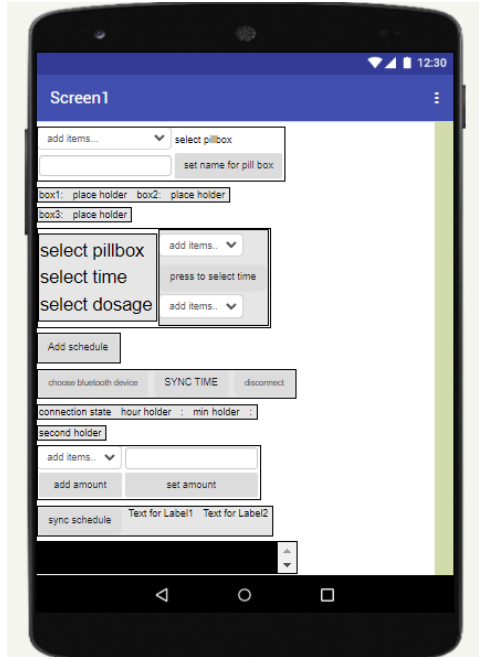 12:30
Screen1
add items... select pillbox
set name for pill box
box1: place holder box2: place holder
box3: place holder
select pillbox add items..
select time press to select time
select dosage add items..
Add schedule
choose bluetooth device SYNC TIME disconnect
connection state hour holder : min holder :
second holder
add items..
add amount set amount
sync schedule Text for Label1 Text for Label2